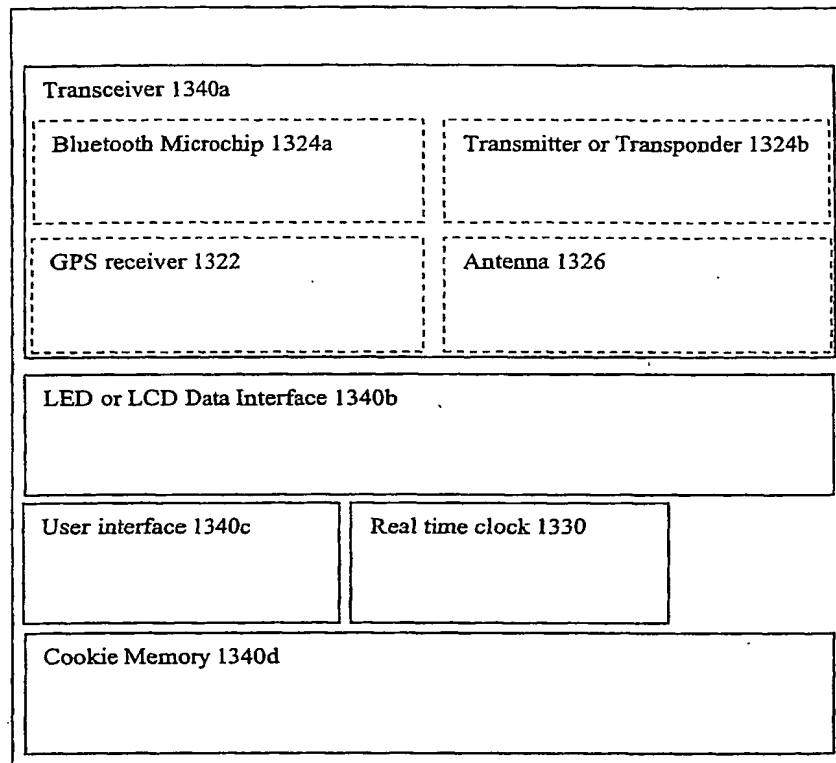 Transceiver 1340a
Bluetooth Microchip 1324a
Transmitter or Transponder 1324b
GPS receiver 1322
Antenna 1326
LED or LCD Data Interface 1340b
User interface 1340c
Real time clock 1330
Cookie Memory 1340d